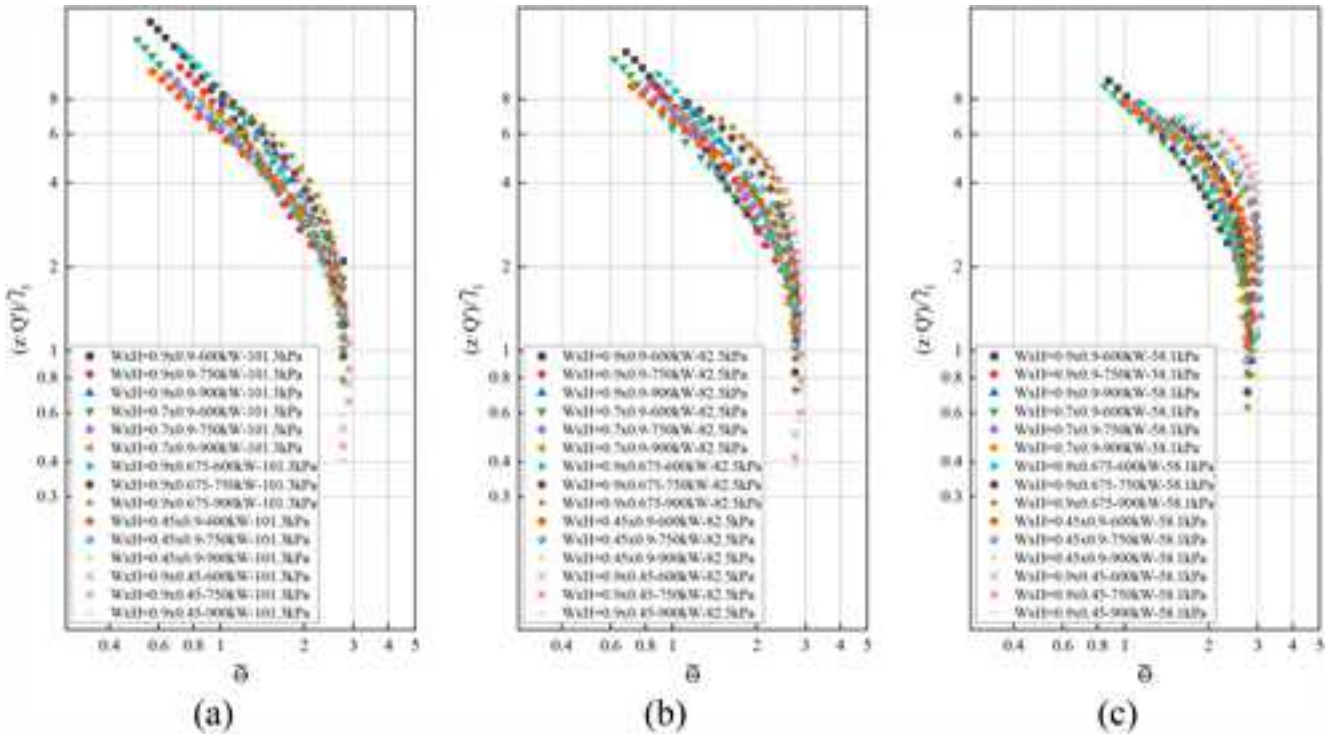 (z·Q')/l̃₁
8
6
4
2
1
0.8
0.6
0.4
0.3
WxH=0.9x0.9-600kW-101.3kPa
WxH=0.9x0.9-750kW-101.3kPa
WxH=0.9x0.9-900kW-101.3kPa
WxH=0.7x0.9-600kW-101.3kPa
WxH=0.7x0.9-750kW-101.3kPa
WxH=0.7x0.9-900kW-101.3kPa
WxH=0.9x0.675-600kW-101.3kPa
WxH=0.9x0.675-750kW-101.3kPa
WxH=0.9x0.675-900kW-101.3kPa
WxH=0.45x0.9-600kW-101.3kPa
WxH=0.45x0.9-750kW-101.3kPa
WxH=0.45x0.9-900kW-101.3kPa
WxH=0.9x0.45-600kW-101.3kPa
WxH=0.9x0.45-750kW-101.3kPa
WxH=0.9x0.45-900kW-101.3kPa
0.4 0.6 0.8 1 2 3 4 5
Θ̃
(a)
(z·Q')/l̃₁
8
6
4
2
1
0.8
0.6
0.4
0.3
WxH=0.9x0.9-600kW-82.5kPa
WxH=0.9x0.9-750kW-82.5kPa
WxH=0.9x0.9-900kW-82.5kPa
WxH=0.7x0.9-600kW-82.5kPa
WxH=0.7x0.9-750kW-82.5kPa
WxH=0.7x0.9-900kW-82.5kPa
WxH=0.9x0.675-600kW-82.5kPa
WxH=0.9x0.675-750kW-82.5kPa
WxH=0.9x0.675-900kW-82.5kPa
WxH=0.45x0.9-600kW-82.5kPa
WxH=0.45x0.9-750kW-82.5kPa
WxH=0.45x0.9-900kW-82.5kPa
WxH=0.9x0.45-600kW-82.5kPa
WxH=0.9x0.45-750kW-82.5kPa
WxH=0.9x0.45-900kW-82.5kPa
0.4 0.6 0.8 1 2 3 4 5
Θ̃
(b)
(z·Q')/l̃₁
8
6
4
2
1
0.8
0.6
0.4
0.3
WxH=0.9x0.9-600kW-58.1kPa
WxH=0.9x0.9-750kW-58.1kPa
WxH=0.9x0.9-900kW-58.1kPa
WxH=0.7x0.9-600kW-58.1kPa
WxH=0.7x0.9-750kW-58.1kPa
WxH=0.7x0.9-900kW-58.1kPa
WxH=0.9x0.675-600kW-58.1kPa
WxH=0.9x0.675-750kW-58.1kPa
WxH=0.9x0.675-900kW-58.1kPa
WxH=0.45x0.9-600kW-58.1kPa
WxH=0.45x0.9-750kW-58.1kPa
WxH=0.45x0.9-900kW-58.1kPa
WxH=0.9x0.45-600kW-58.1kPa
WxH=0.9x0.45-750kW-58.1kPa
WxH=0.9x0.45-900kW-58.1kPa
0.4 0.6 0.8 1 2 3 4 5
Θ̃
(c)